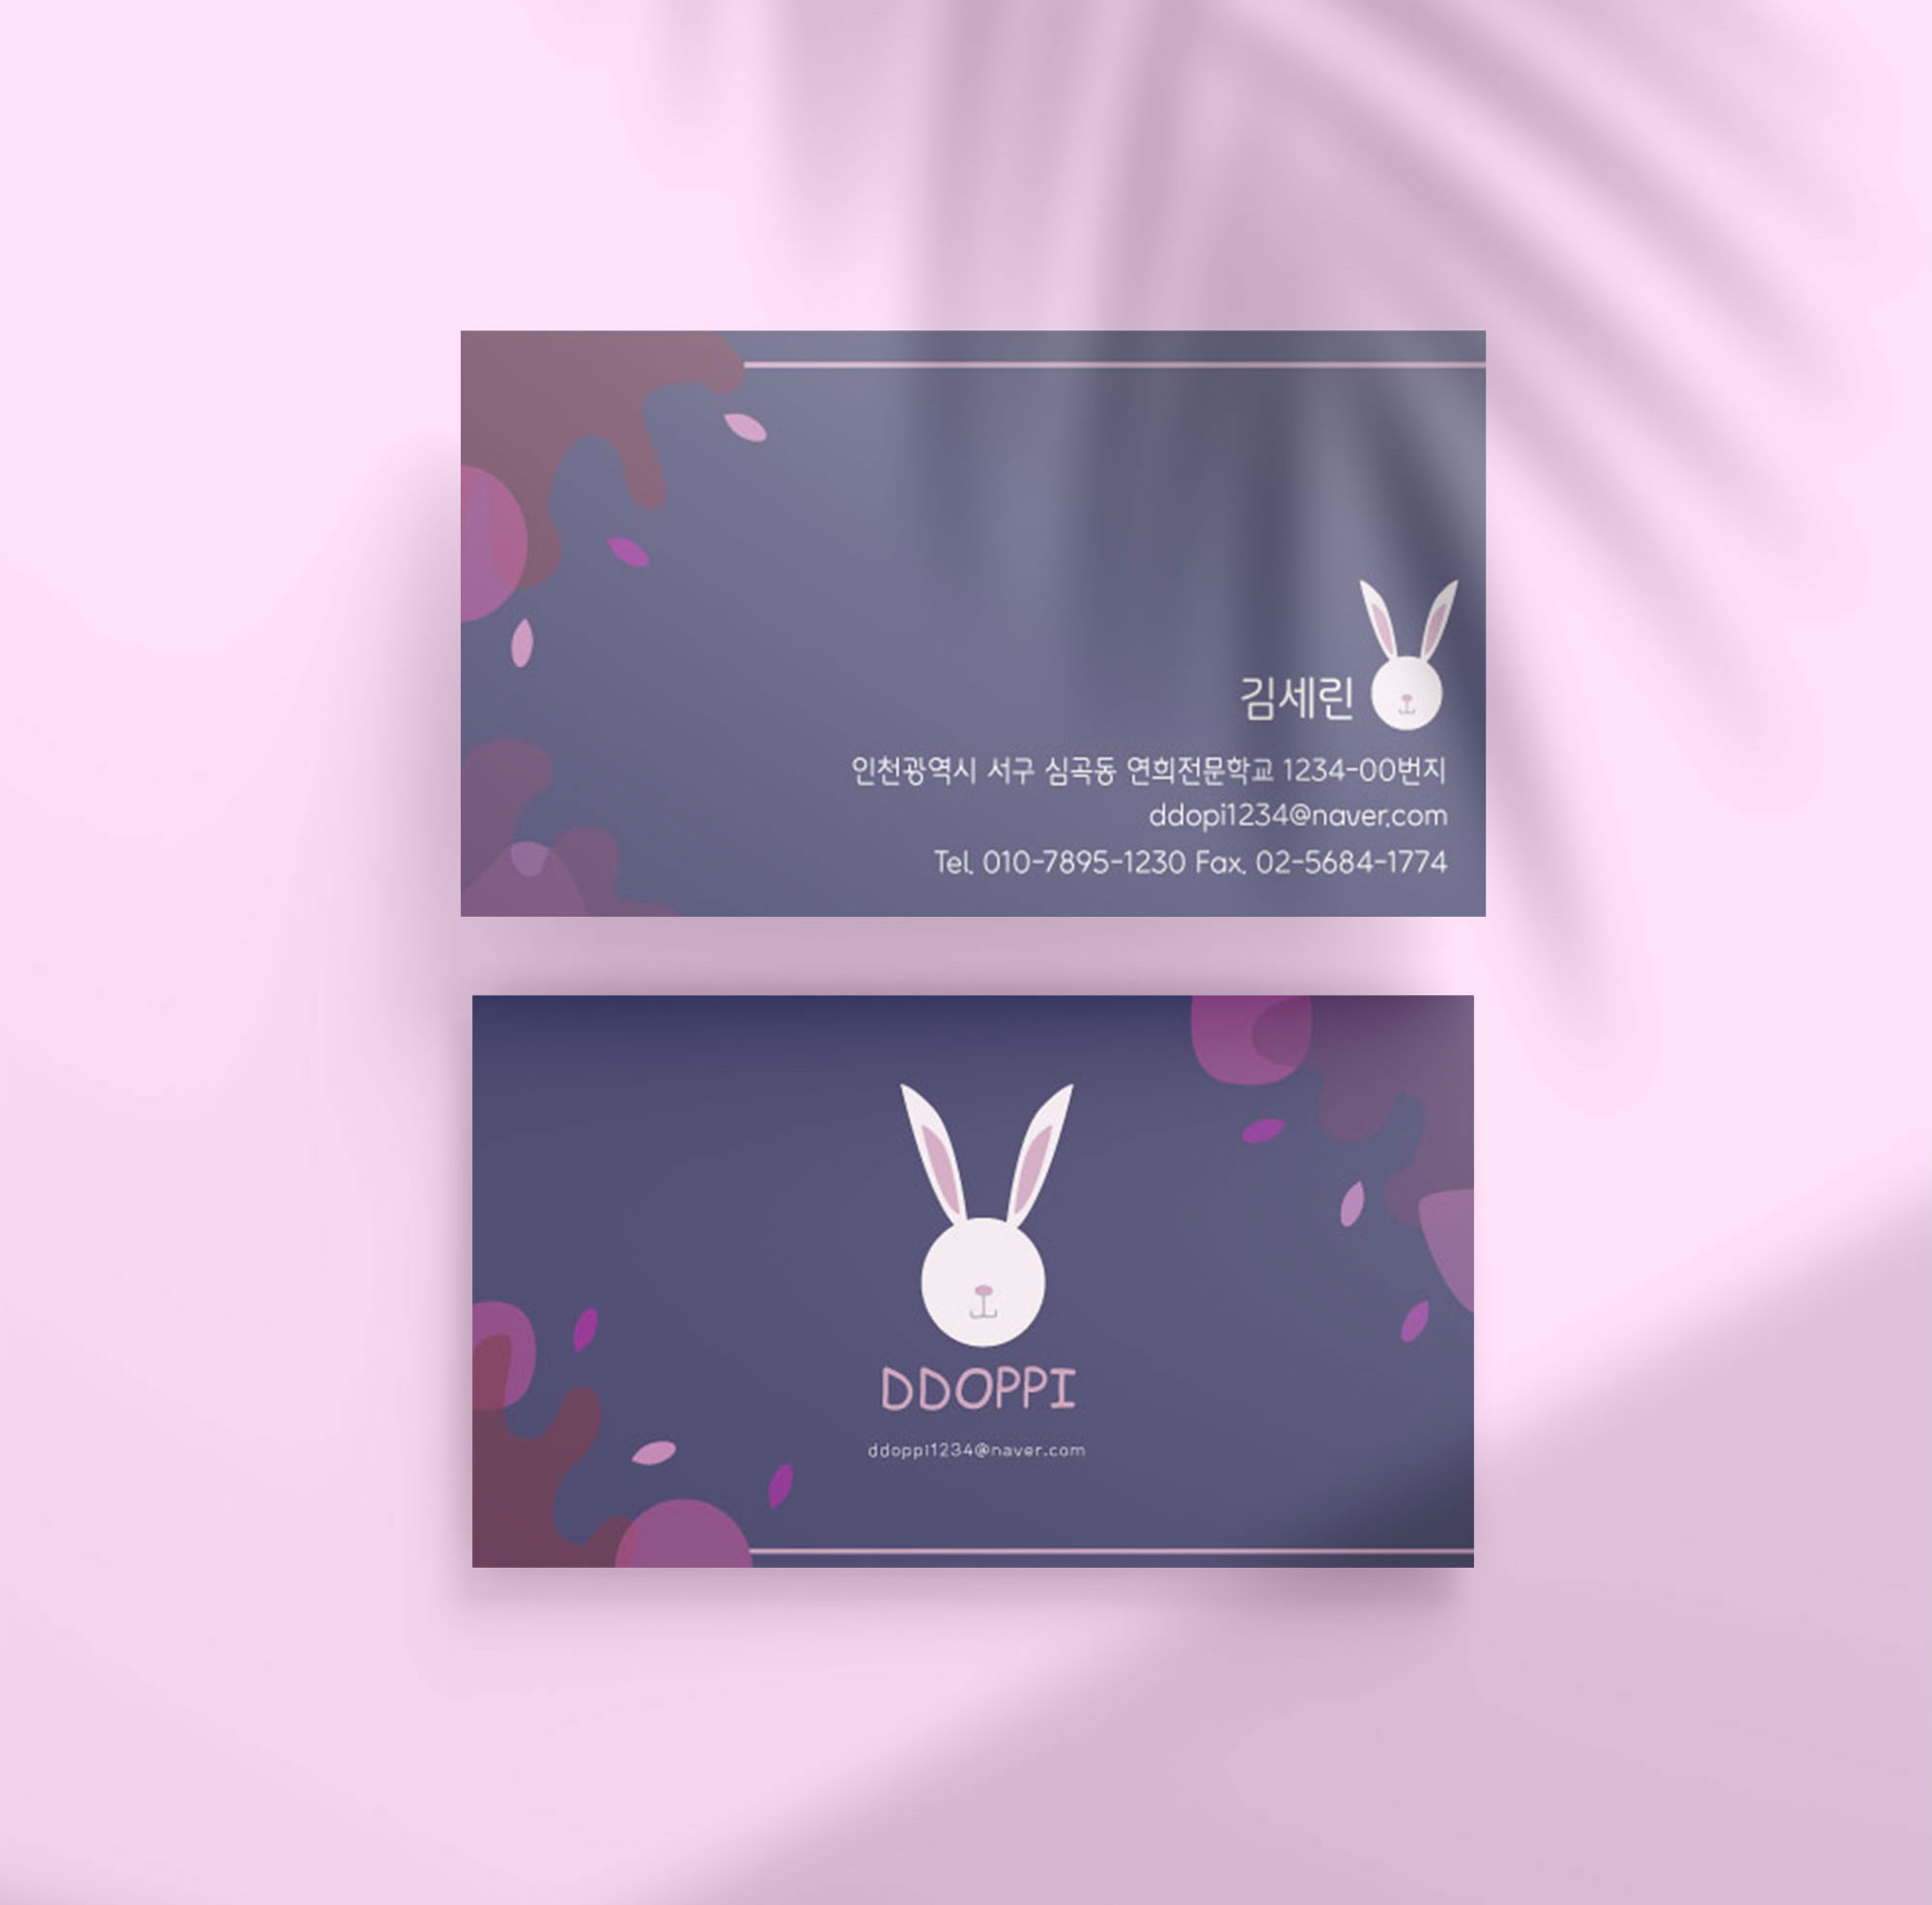 김세린
인천광역시 서구 심곡동 연희전문학교 1234-00번지
ddopi1234@naver.com
Tel. 010-7895-1230 Fax. 02-5684-1774
DDOPPI
ddoppi1234@naver.com